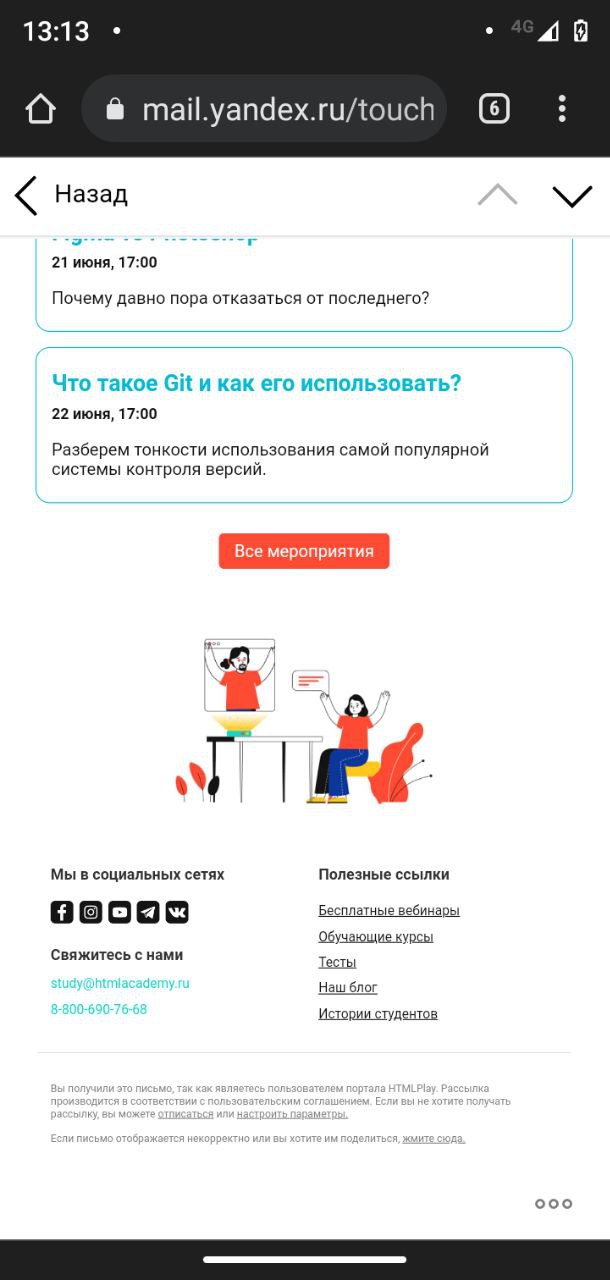 13:13
4G
mail.yandex.ru/touch
6
Назад
Figma vs Photoshop
21 июня, 17:00
Почему давно пора отказаться от последнего?
Что такое Git и как его использовать?
22 июня, 17:00
Разберем тонкости использования самой популярной
системы контроля версий.
Все мероприятия
Мы в социальных сетях
Полезные ссылки
Бесплатные вебинары
Обучающие курсы
Свяжитесь с нами
Тесты
study@htmlacademy.ru
Наш блог
8-800-690-76-68
Истории студентов
Вы получили это письмо, так как являетесь пользователем портала HTMLPlay. Рассылка
производится в соответствии с пользовательским соглашением. Если вы не хотите получать
рассылку, вы можете отписаться или настроить параметры.
Если письмо отображается некорректно или вы хотите им поделиться, жмите сюда.